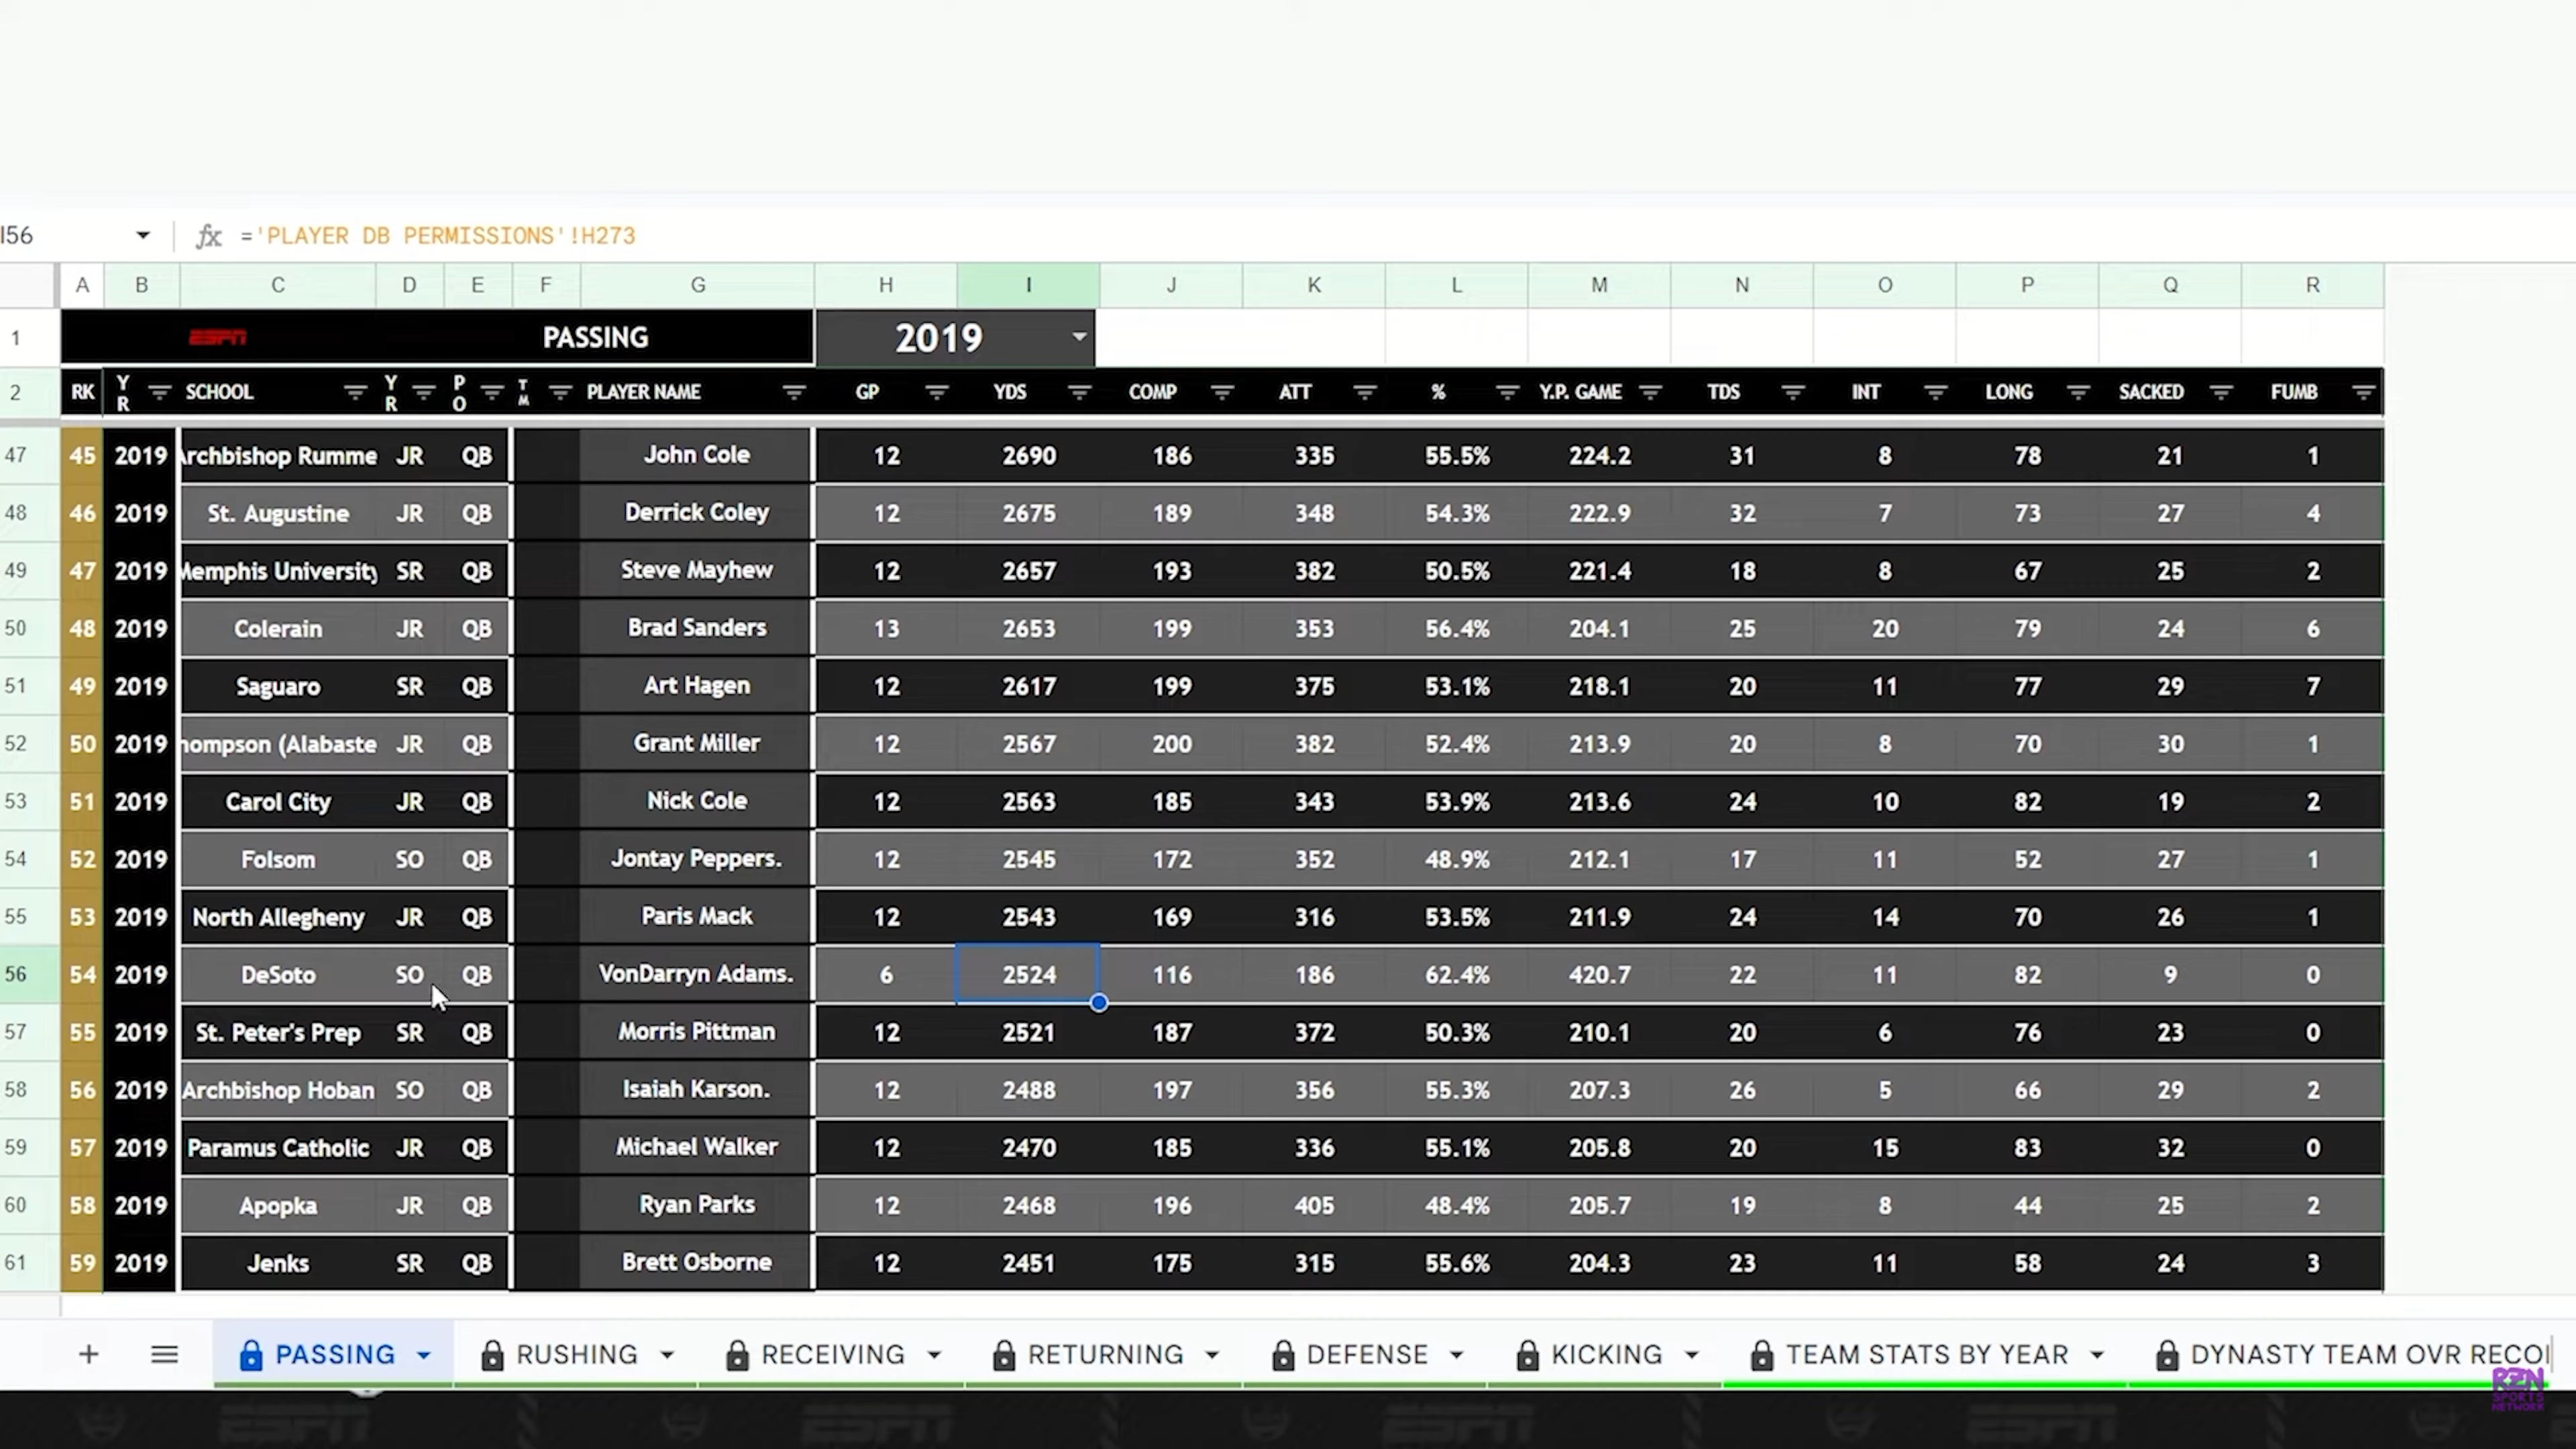 I56 fx ='PLAYER DB PERMISSIONS'!H273
A B C D E F G H I J K L M N O P Q R
1 ESPN PASSING 2019
2 RK YR SCHOOL YR PO TM PLAYER NAME GP YDS COMP ATT % Y.P. GAME TDS INT LONG SACKED FUMB
47 45 2019 Archbishop Rumme JR QB John Cole 12 2690 186 335 55.5% 224.2 31 8 78 21 1
48 46 2019 St. Augustine JR QB Derrick Coley 12 2675 189 348 54.3% 222.9 32 7 73 27 4
49 47 2019 Memphis University SR QB Steve Mayhew 12 2657 193 382 50.5% 221.4 18 8 67 25 2
50 48 2019 Colerain JR QB Brad Sanders 13 2653 199 353 56.4% 204.1 25 20 79 24 6
51 49 2019 Saguaro SR QB Art Hagen 12 2617 199 375 53.1% 218.1 20 11 77 29 7
52 50 2019 hompson (Alabaste JR QB Grant Miller 12 2567 200 382 52.4% 213.9 20 8 70 30 1
53 51 2019 Carol City JR QB Nick Cole 12 2563 185 343 53.9% 213.6 24 10 82 19 2
54 52 2019 Folsom SO QB Jontay Peppers. 12 2545 172 352 48.9% 212.1 17 11 52 27 1
55 53 2019 North Allegheny JR QB Paris Mack 12 2543 169 316 53.5% 211.9 24 14 70 26 1
56 54 2019 DeSoto SO QB VonDarryn Adams. 6 2524 116 186 62.4% 420.7 22 11 82 9 0
57 55 2019 St. Peter's Prep SR QB Morris Pittman 12 2521 187 372 50.3% 210.1 20 6 76 23 0
58 56 2019 Archbishop Hoban SO QB Isaiah Karson. 12 2488 197 356 55.3% 207.3 26 5 66 29 2
59 57 2019 Paramus Catholic JR QB Michael Walker 12 2470 185 336 55.1% 205.8 20 15 83 32 0
60 58 2019 Apopka JR QB Ryan Parks 12 2468 196 405 48.4% 205.7 19 8 44 25 2
61 59 2019 Jenks SR QB Brett Osborne 12 2451 175 315 55.6% 204.3 23 11 58 24 3
+ PASSING RUSHING RECEIVING RETURNING DEFENSE KICKING TEAM STATS BY YEAR DYNASTY TEAM OVR RECOI
RZN
SPORTS
NETWORK
ESPN ESPN ESPN ESPN